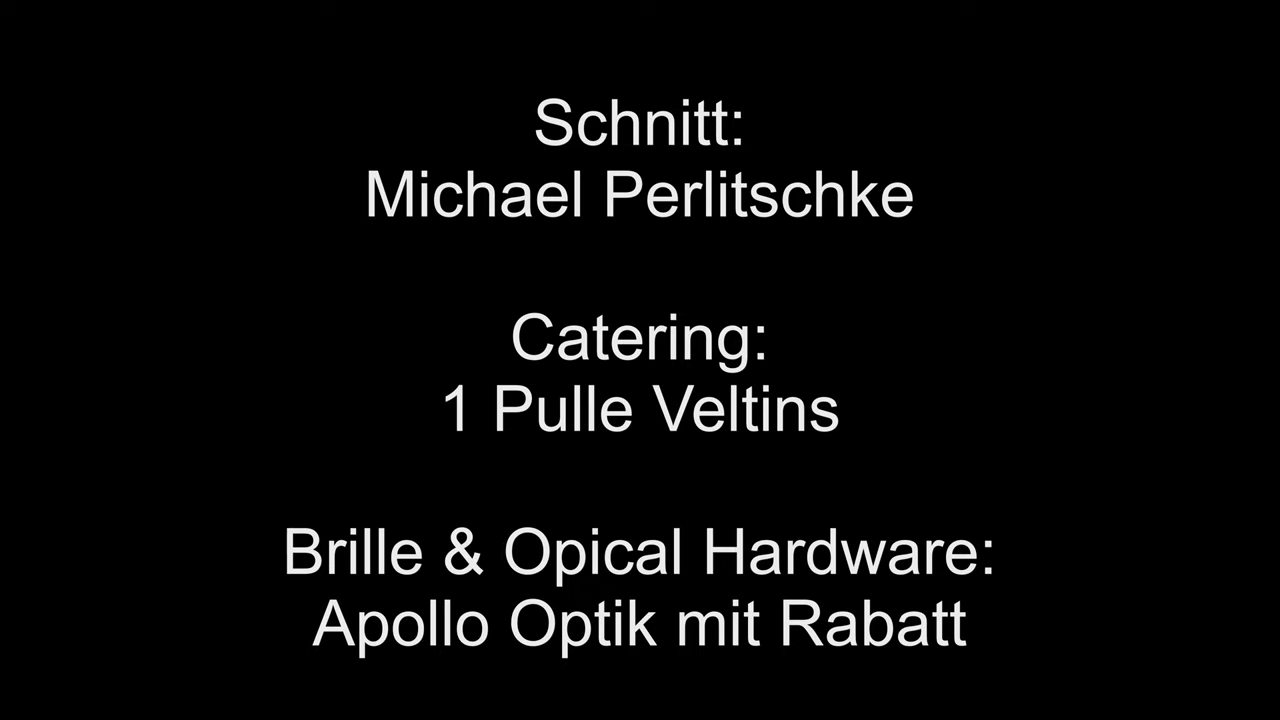 Schnitt:
Michael Perlitschke
Catering:
1 Pulle Veltins
Brille & Opical Hardware:
Apollo Optik mit Rabatt